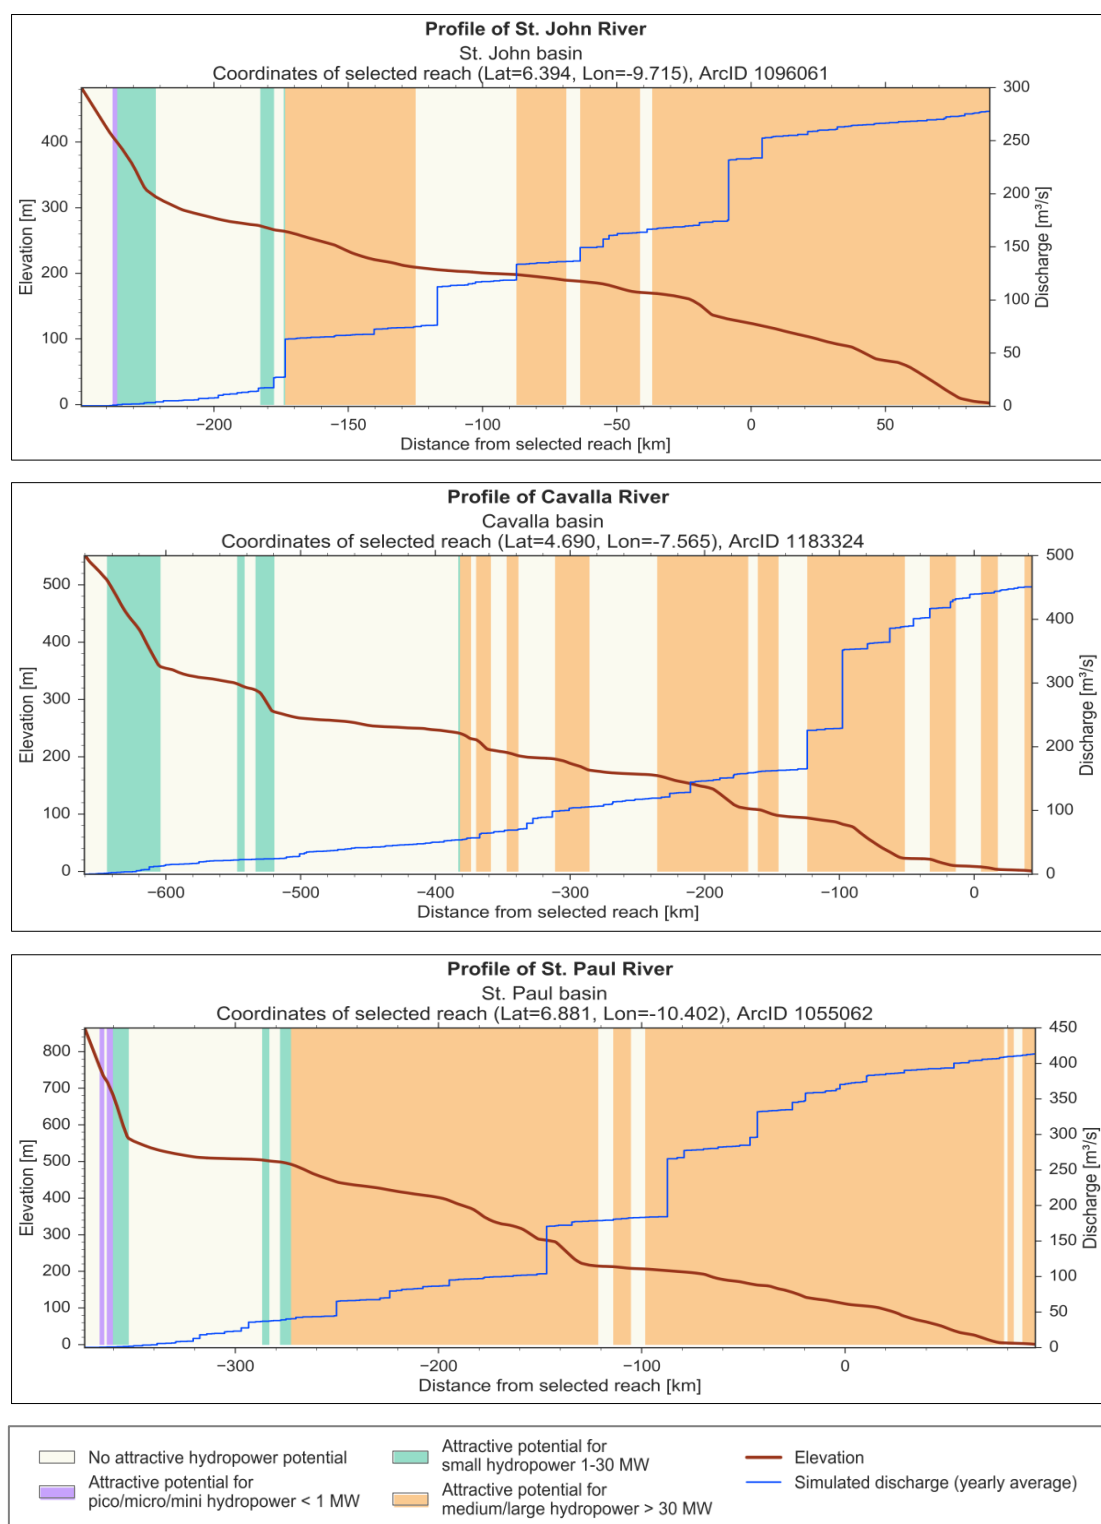 Profile of St. John River
St. John basin
Coordinates of selected reach (Lat=6.394, Lon=-9.715), ArcID 1096061
Elevation [m]
400
300
200
100
0
300
250
200
150
100
50
0
Discharge [m³/s]
−200 −150 −100 −50 0 50
Distance from selected reach [km]
Profile of Cavalla River
Cavalla basin
Coordinates of selected reach (Lat=4.690, Lon=-7.565), ArcID 1183324
Elevation [m]
500
400
300
200
100
0
500
400
300
200
100
0
Discharge [m³/s]
−600 −500 −400 −300 −200 −100 0
Distance from selected reach [km]
Profile of St. Paul River
St. Paul basin
Coordinates of selected reach (Lat=6.881, Lon=-10.402), ArcID 1055062
Elevation [m]
800
700
600
500
400
300
200
100
0
450
400
350
300
250
200
150
100
50
0
Discharge [m³/s]
−300 −200 −100 0
Distance from selected reach [km]
No attractive hydropower potential
Attractive potential for
pico/micro/mini hydropower < 1 MW
Attractive potential for
small hydropower 1-30 MW
Attractive potential for
medium/large hydropower > 30 MW
Elevation
Simulated discharge (yearly average)